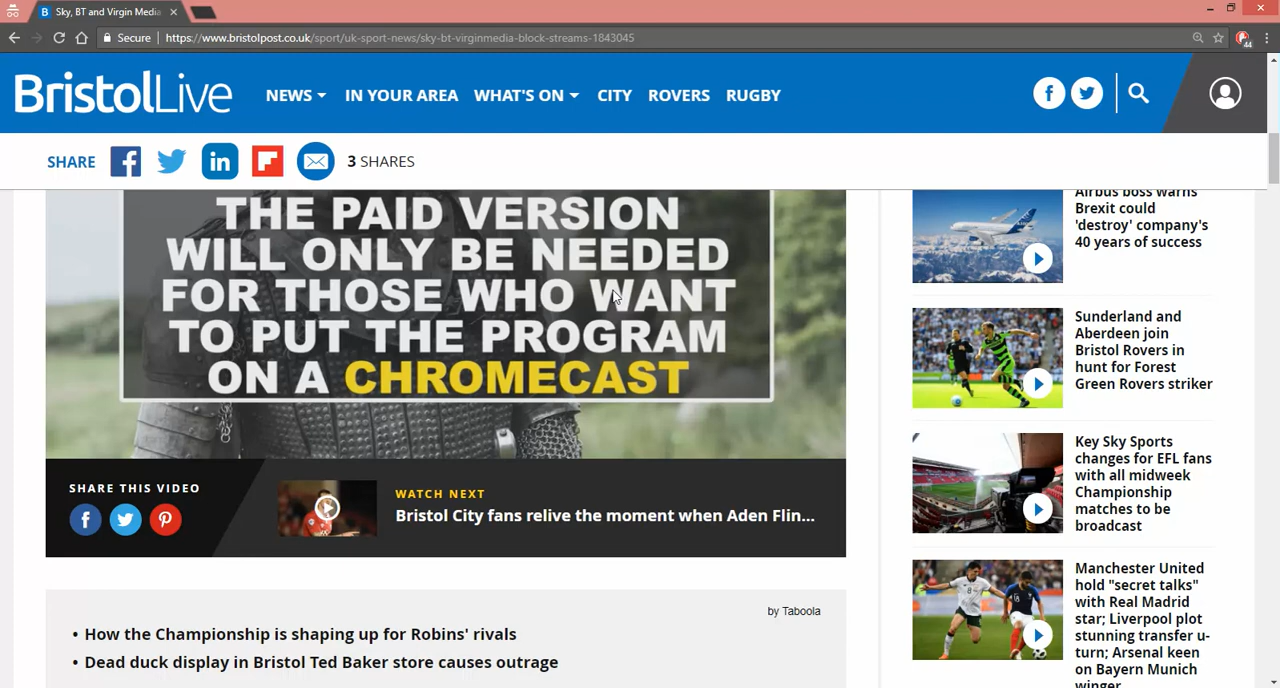 Sky, BT and Virgin Media
Secure
https://www.bristolpost.co.uk/sport/uk-sport-news/sky-bt-virginmedia-block-streams-1843045
44
BristolLive
NEWS
IN YOUR AREA
WHAT'S ON
CITY
ROVERS
RUGBY
SHARE
3 SHARES
THE PAID VERSION
WILL ONLY BE NEEDED
FOR THOSE WHO WANT
TO PUT THE PROGRAM
ON A CHROMECAST
SHARE THIS VIDEO
WATCH NEXT
Bristol City fans relive the moment when Aden Flin...
by Taboola
• How the Championship is shaping up for Robins' rivals
• Dead duck display in Bristol Ted Baker store causes outrage
Airbus boss warns
Brexit could
'destroy' company's
40 years of success
Sunderland and
Aberdeen join
Bristol Rovers in
hunt for Forest
Green Rovers striker
Key Sky Sports
changes for EFL fans
with all midweek
Championship
matches to be
broadcast
Manchester United
hold "secret talks"
with Real Madrid
star; Liverpool plot
stunning transfer u-
turn; Arsenal keen
on Bayern Munich
winger